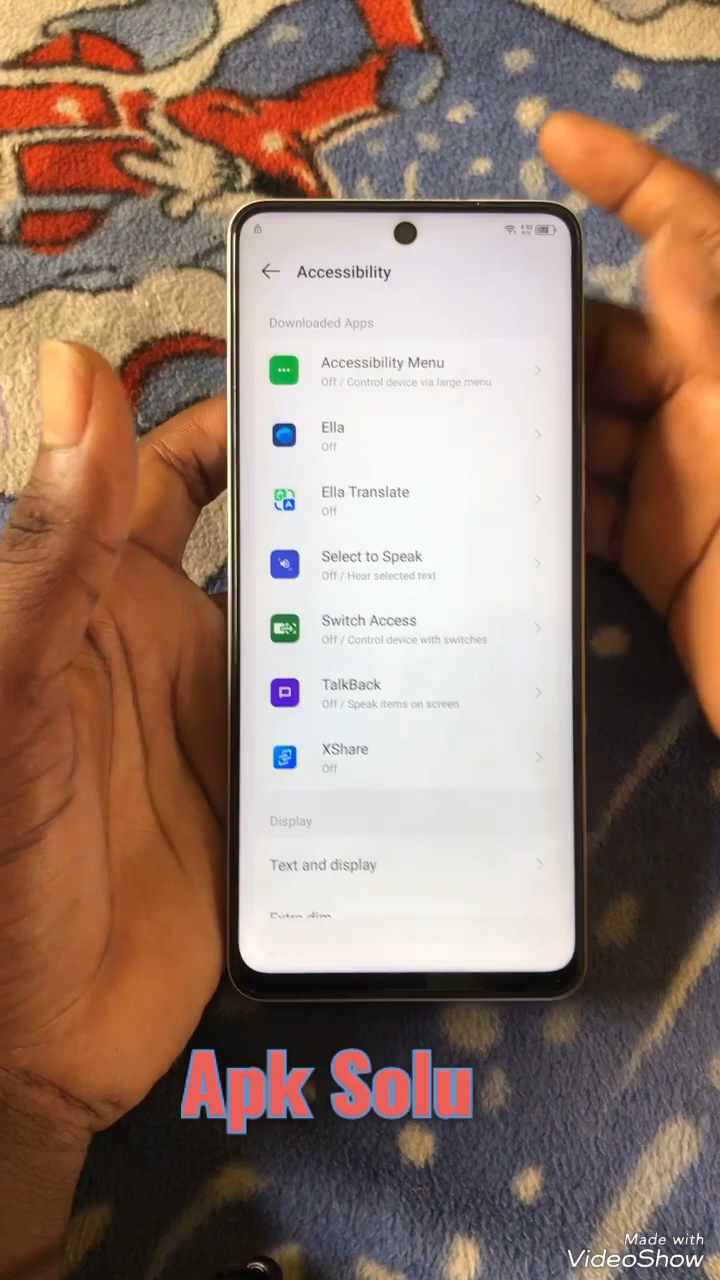 Accessibility
Downloaded Apps
Accessibility Menu
Off / Control device via large menu
Ella
Off
Ella Translate
Off
Select to Speak
Off / Hear selected text
Switch Access
Off / Control device with switches
TalkBack
Off / Speak items on screen
XShare
Off
Display
Text and display
Extra dim
Apk Solu
Made with
VideoShow